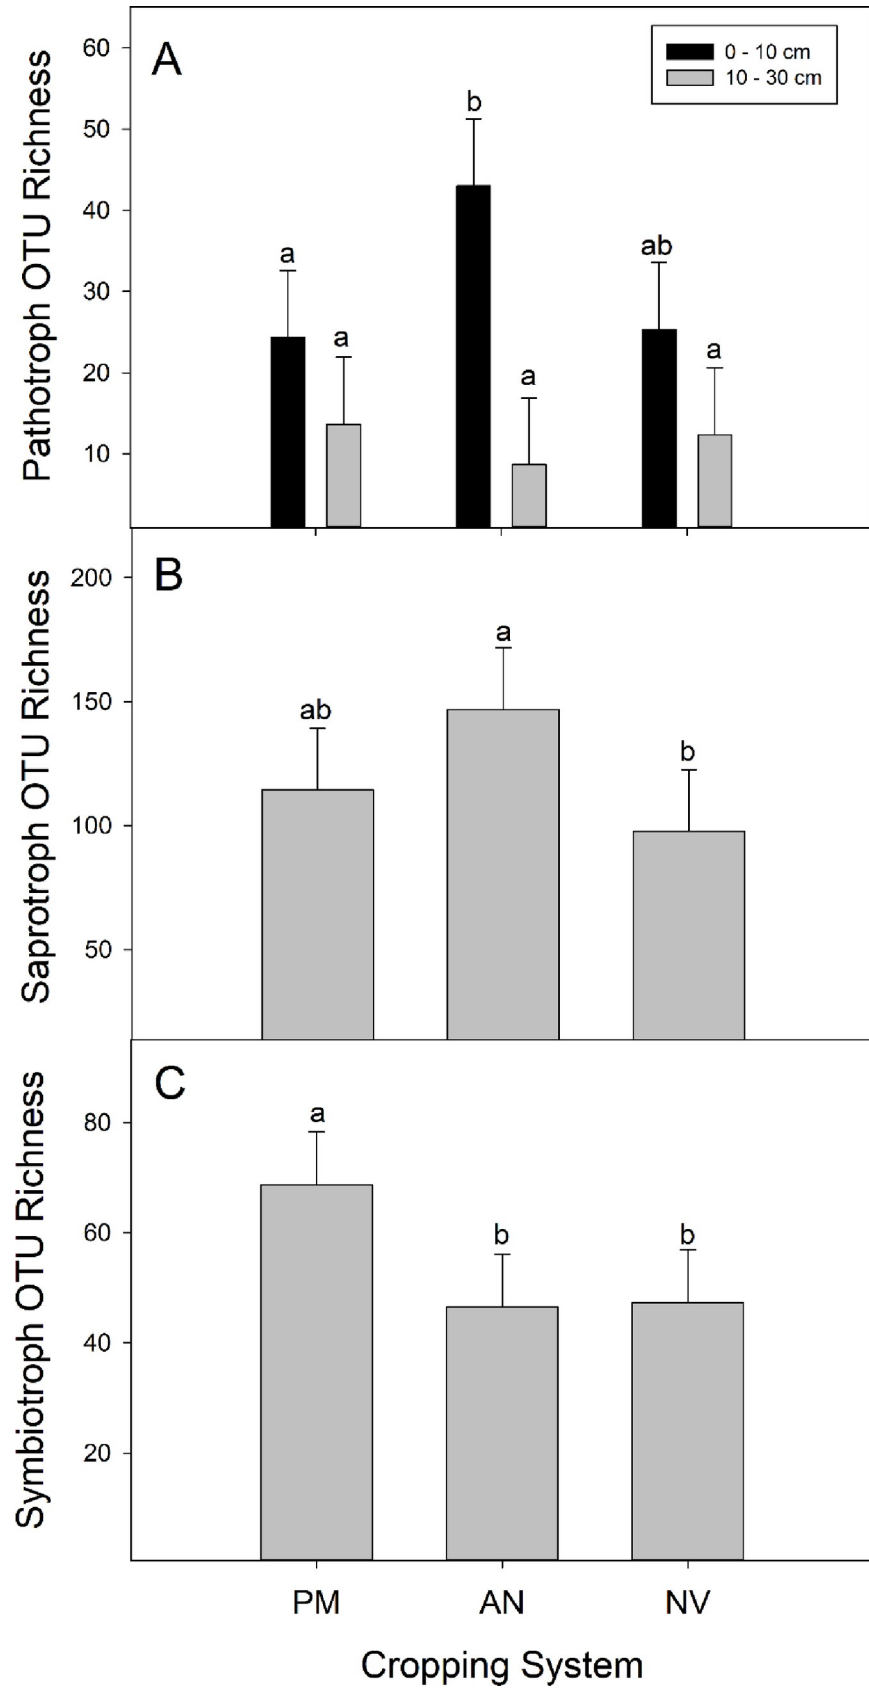 A
0 - 10 cm
10 - 30 cm
Pathotroph OTU Richness
60
50
40
30
20
10
a
a
b
a
ab
a
B
Saprotroph OTU Richness
200
150
100
50
ab
a
b
C
Symbiotroph OTU Richness
80
60
40
20
a
b
b
PM AN NV
Cropping System